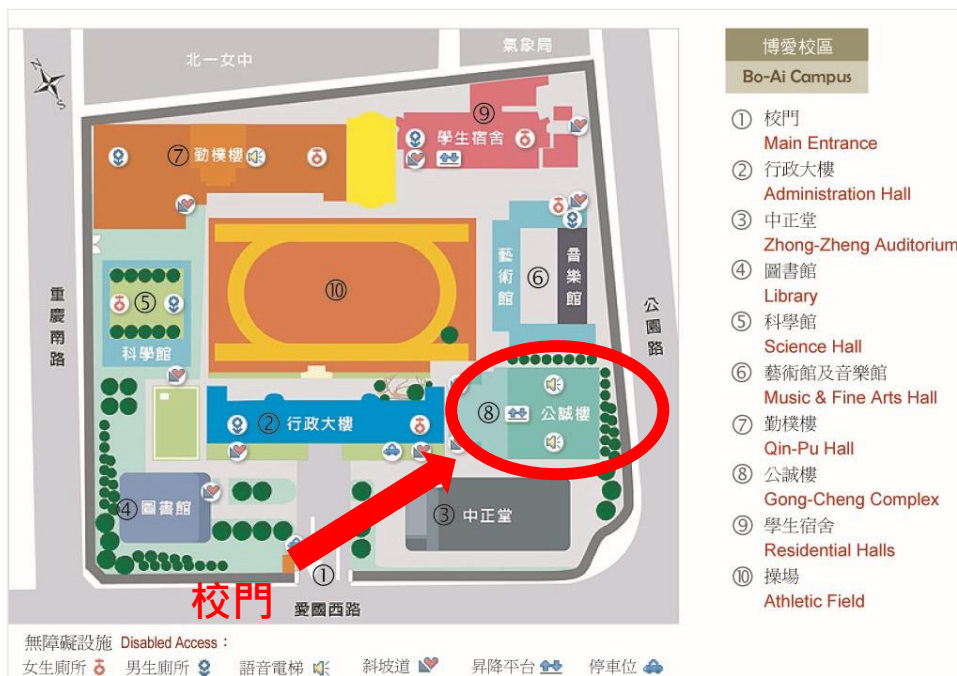 北一女中
氣象局
N
S
⑨
學生宿舍
⑦ 勤樸樓
⑩
藝術館
⑥
音樂館
重慶南路
公園路
⑤
科學館
⑧ 公誠樓
② 行政大樓
④ 圖書館
③ 中正堂
①
校門
愛國西路
博愛校區
Bo-Ai Campus
① 校門
Main Entrance
② 行政大樓
Administration Hall
③ 中正堂
Zhong-Zheng Auditorium
④ 圖書館
Library
⑤ 科學館
Science Hall
⑥ 藝術館及音樂館
Music & Fine Arts Hall
⑦ 勤樸樓
Qin-Pu Hall
⑧ 公誠樓
Gong-Cheng Complex
⑨ 學生宿舍
Residential Halls
⑩ 操場
Athletic Field
無障礙設施 Disabled Access：
女生廁所 男生廁所 語音電梯 斜坡道 昇降平台 停車位